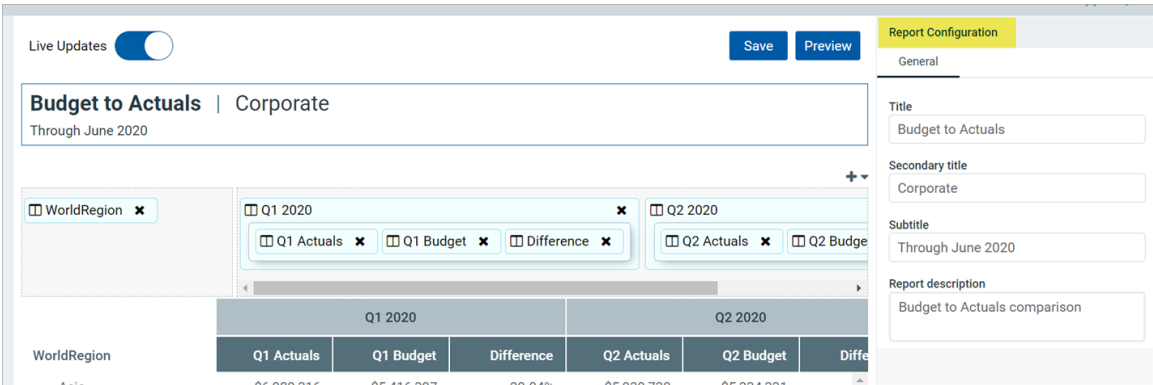 Live Updates
Save
Preview
Budget to Actuals | Corporate
Through June 2020
WorldRegion
Q1 2020
Q2 2020
Q1 Actuals
Q1 Budget
Difference
Q2 Actuals
Q2 Budge
Q1 2020
Q2 2020
WorldRegion
Q1 Actuals
Q1 Budget
Difference
Q2 Actuals
Q2 Budget
Diffe
Report Configuration
General
Title
Budget to Actuals
Secondary title
Corporate
Subtitle
Through June 2020
Report description
Budget to Actuals comparison